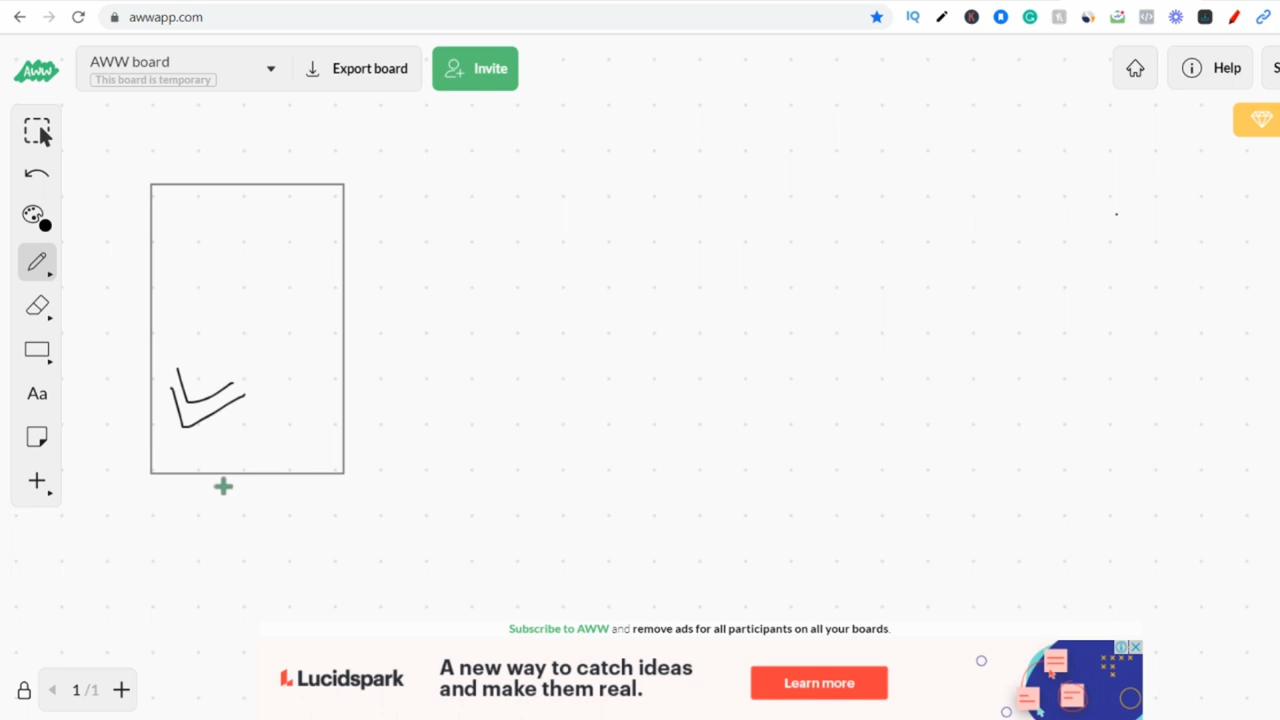 awwapp.com
AWW
AWW board
This board is temporary
Export board
Invite
Help
S
Aa
Subscribe to AWW and remove ads for all participants on all your boards.
Lucidspark
A new way to catch ideas
and make them real.
Learn more
1 /1